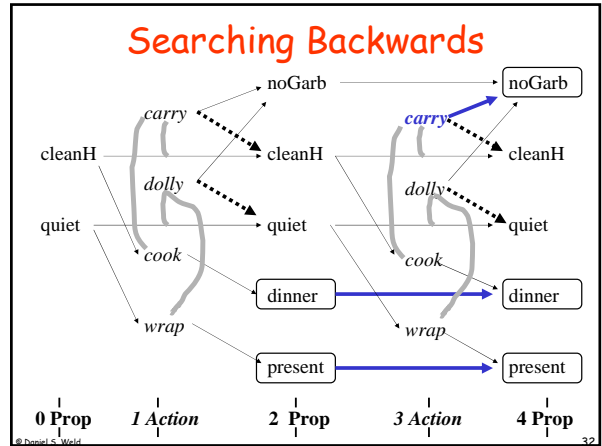 Searching Backwards
noGarb noGarb
carry carry
cleanH cleanH cleanH
dolly dolly
quiet quiet quiet
cook cook
dinner dinner
wrap wrap
present present
0 Prop 1 Action 2 Prop 3 Action 4 Prop
© Daniel S. Weld 32